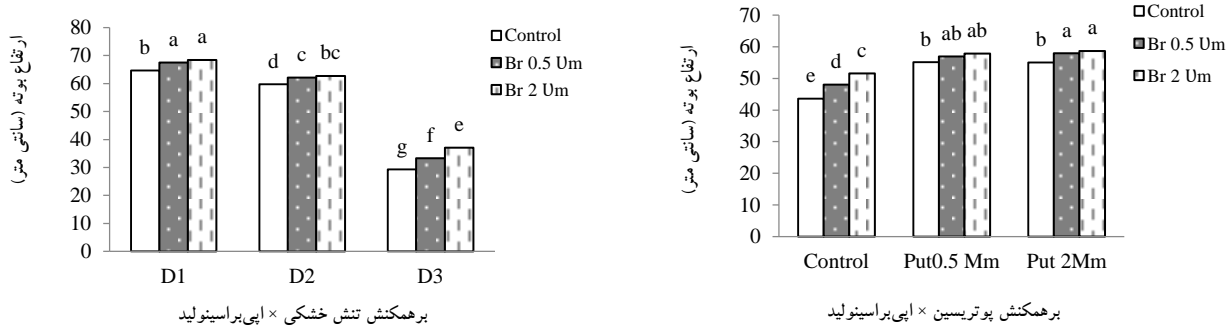 ارتفاع بوته (سانتی متر)
80
70
60
50
40
30
20
10
0
b a a
d c bc
g f e
D1 D2 D3
Control
Br 0.5 Um
Br 2 Um
برهمکنش تنش خشکی × اپی‌براسینولید
ارتفاع بوته (سانتی متر)
70
60
50
40
30
20
10
0
e d c
b ab ab
b a a
Control Put0.5 Mm Put 2Mm
Control
Br 0.5 Um
Br 2 Um
برهمکنش پوتریسین × اپی‌براسینولید